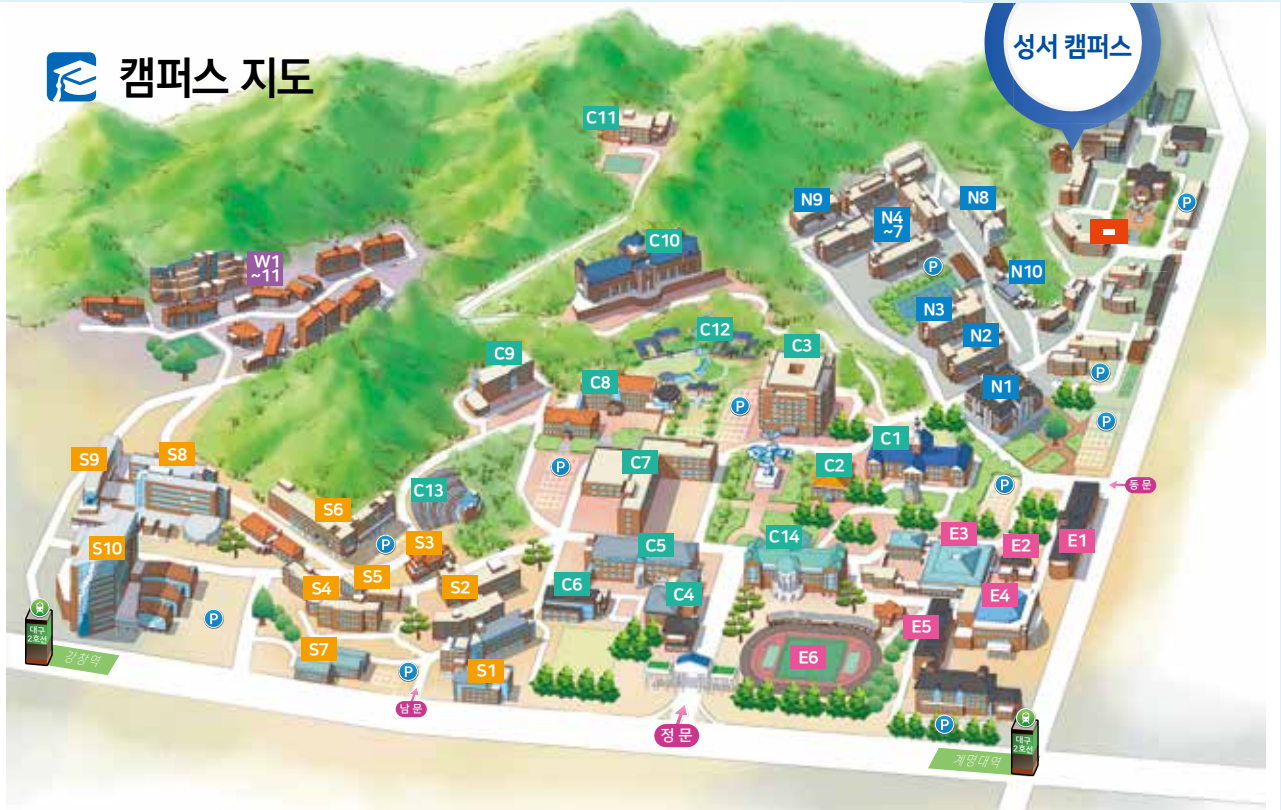 캠퍼스 지도
성서 캠퍼스
C11
N9
N8
N4
~7
P
C10
W1
~11
P
N10
N3
C12
C3
N2
C9
C8
P
N1
P
P
C1
S9
S8
C7
P
C2
C13
P
동문
S6
S10
P
S3
C5
C14
E3
E2
E1
S5
S4
S2
C6
C4
E4
P
E5
대구
2호선
강창역
S7
P
S1
E6
남문
정문
P
대구
2호선
계명대역